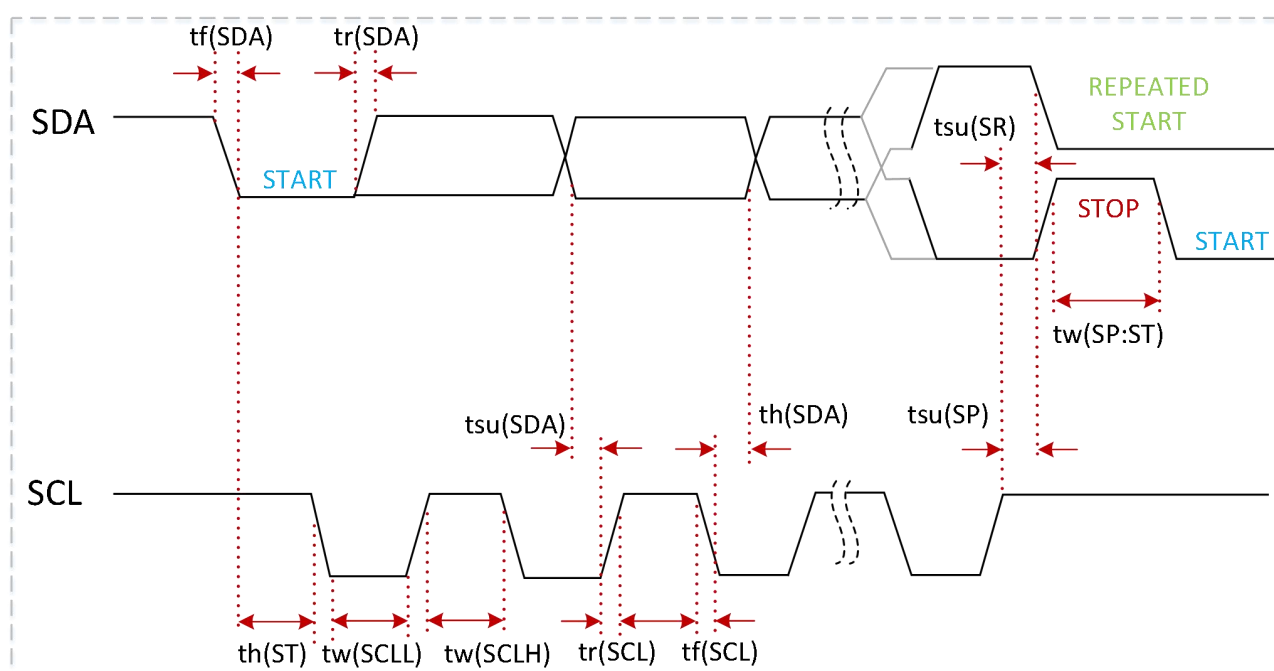 tf(SDA)
tr(SDA)
SDA
START
tsu(SR)
REPEATED
START
STOP
START
tw(SP:ST)
tsu(SDA)
th(SDA)
tsu(SP)
SCL
th(ST)
tw(SCLL)
tw(SCLH)
tr(SCL)
tf(SCL)